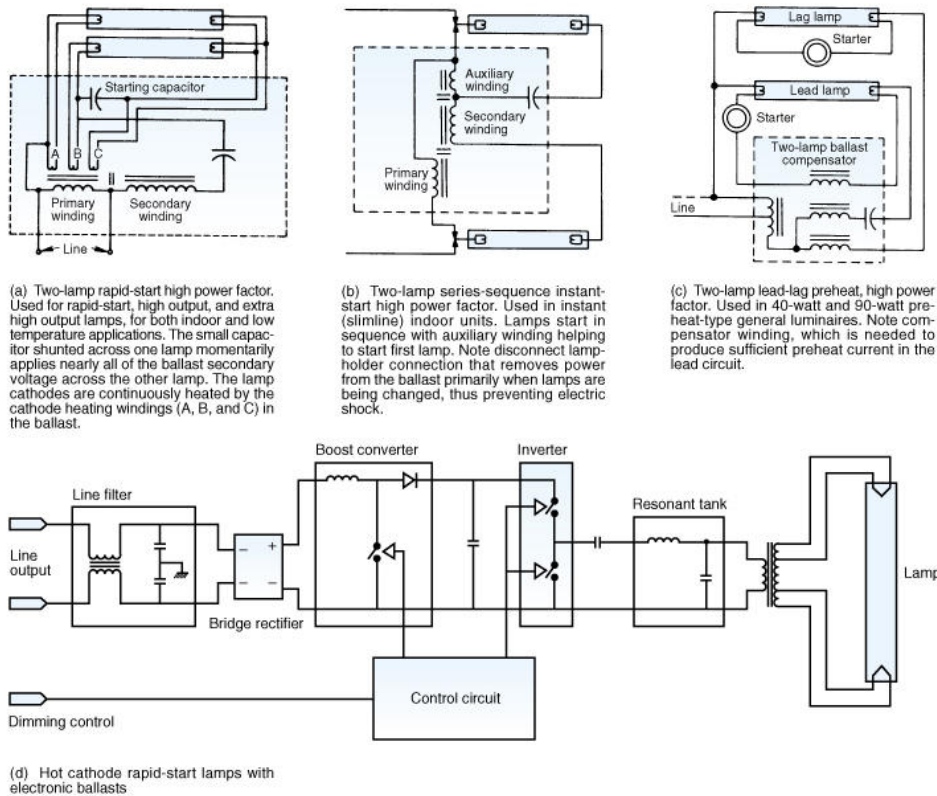 Starting capacitor
A
B
C
Primary
winding
Secondary
winding
Line
(a) Two-lamp rapid-start high power factor.
Used for rapid-start, high output, and extra
high output lamps, for both indoor and low
temperature applications. The small capac-
itor shunted across one lamp momentarily
applies nearly all of the ballast secondary
voltage across the other lamp. The lamp
cathodes are continuously heated by the
cathode heating windings (A, B, and C) in
the ballast.
Auxiliary
winding
Secondary
winding
Primary
winding
(b) Two-lamp series-sequence instant-
start high power factor. Used in instant
(slimline) indoor units. Lamps start in
sequence with auxiliary winding helping
to start first lamp. Note disconnect lamp-
holder connection that removes power
from the ballast primarily when lamps are
being changed, thus preventing electric
shock.
Lag lamp
Starter
Lead lamp
Starter
Two-lamp ballast
compensator
Line
(c) Two-lamp lead-lag preheat, high power
factor. Used in 40-watt and 90-watt pre-
heat-type general luminaires. Note com-
pensator winding, which is needed to
produce sufficient preheat current in the
lead circuit.
Line filter
Boost converter
Inverter
Resonant tank
Line
output
Bridge rectifier
Lamp
Control circuit
Dimming control
(d) Hot cathode rapid-start lamps with
electronic ballasts